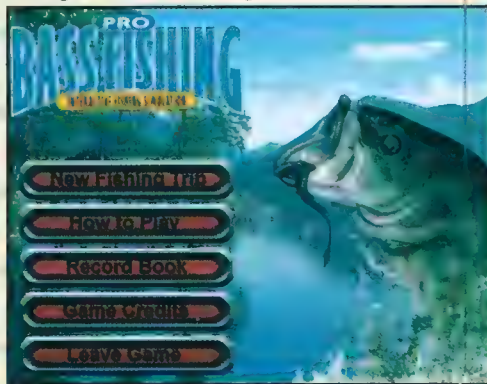 PRO
BASS FISHING
New Fishing Trip
How to Play
Record Book
Game Credits
Leave Game